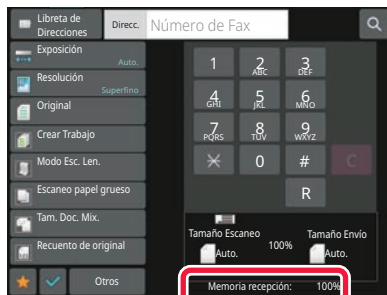 Libreta de
Direcciones
Direcc.
Número de Fax
Exposición
Auto.
Resolución
Superfino
Original
Crear Trabajo
Modo Esc. Len.
Escaneo papel grueso
Tam. Doc. Mix.
Recuento de original
Otros
1
2
ABC
3
DEF
4
GHI
5
JKL
6
MNO
7
PQRS
8
TUV
9
WXYZ
0
#
C
R
Tamaño Escaneo
Auto.
100%
Tamaño Envío
Auto.
Memoria recepción: 100%